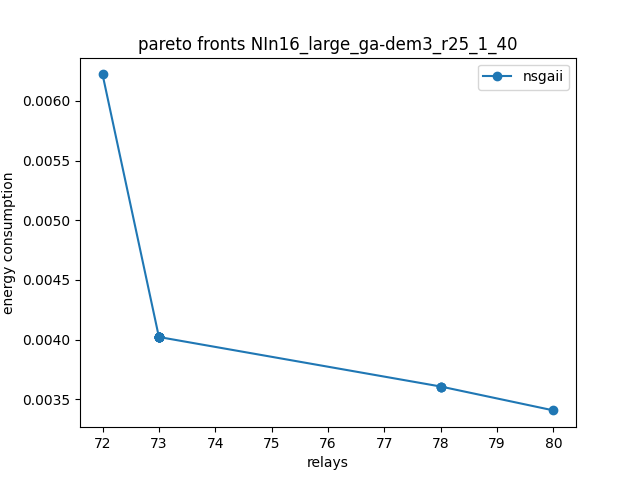 pareto fronts NIn16_large_ga-dem3_r25_1_40
nsgaii
0.0060
0.0055
0.0050
0.0045
0.0040
0.0035
energy consumption
72 73 74 75 76 77 78 79 80
relays